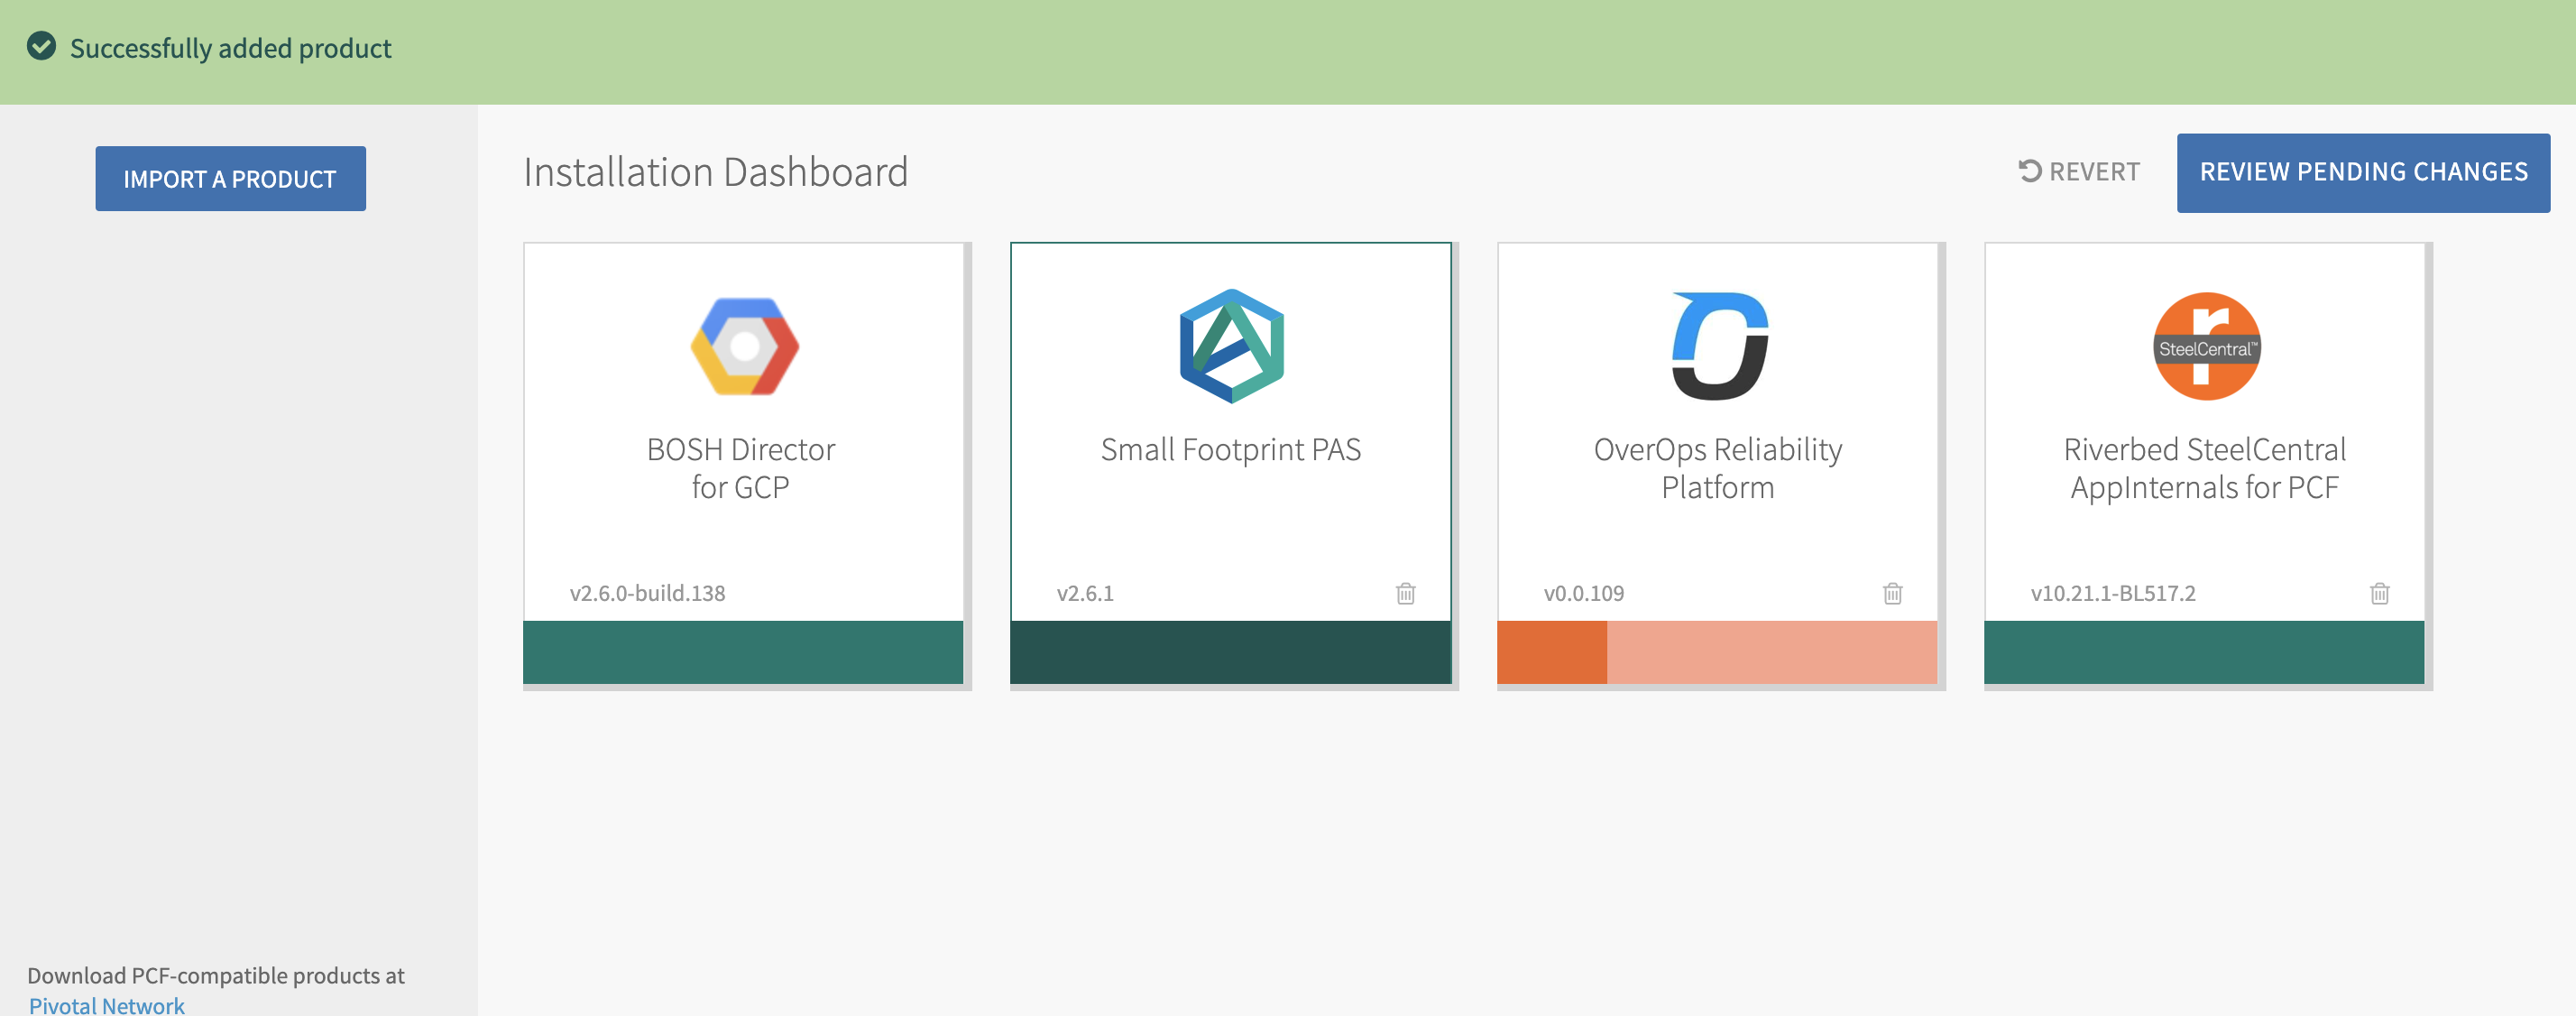 Successfully added product
IMPORT A PRODUCT
Installation Dashboard
REVERT
REVIEW PENDING CHANGES
BOSH Director
for GCP
v2.6.0-build.138
Small Footprint PAS
v2.6.1
OverOps Reliability
Platform
v0.0.109
r
SteelCentral™
Riverbed SteelCentral
AppInternals for PCF
v10.21.1-BL517.2
Download PCF-compatible products at
Pivotal Network